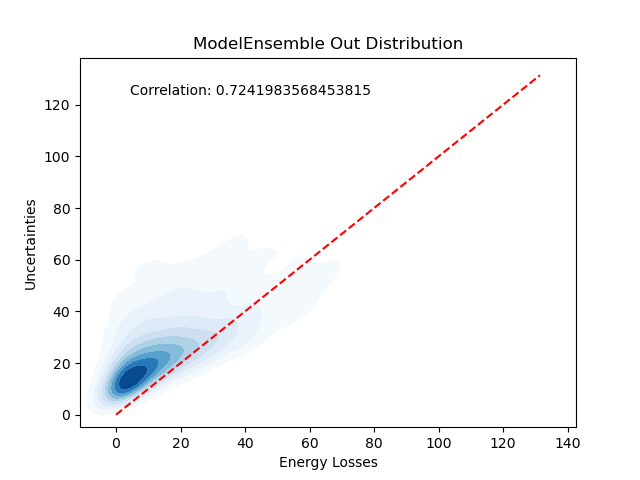 ModelEnsemble Out Distribution
Correlation: 0.7241983568453815
120
100
80
60
40
20
0
Uncertainties
0 20 40 60 80 100 120 140
Energy Losses